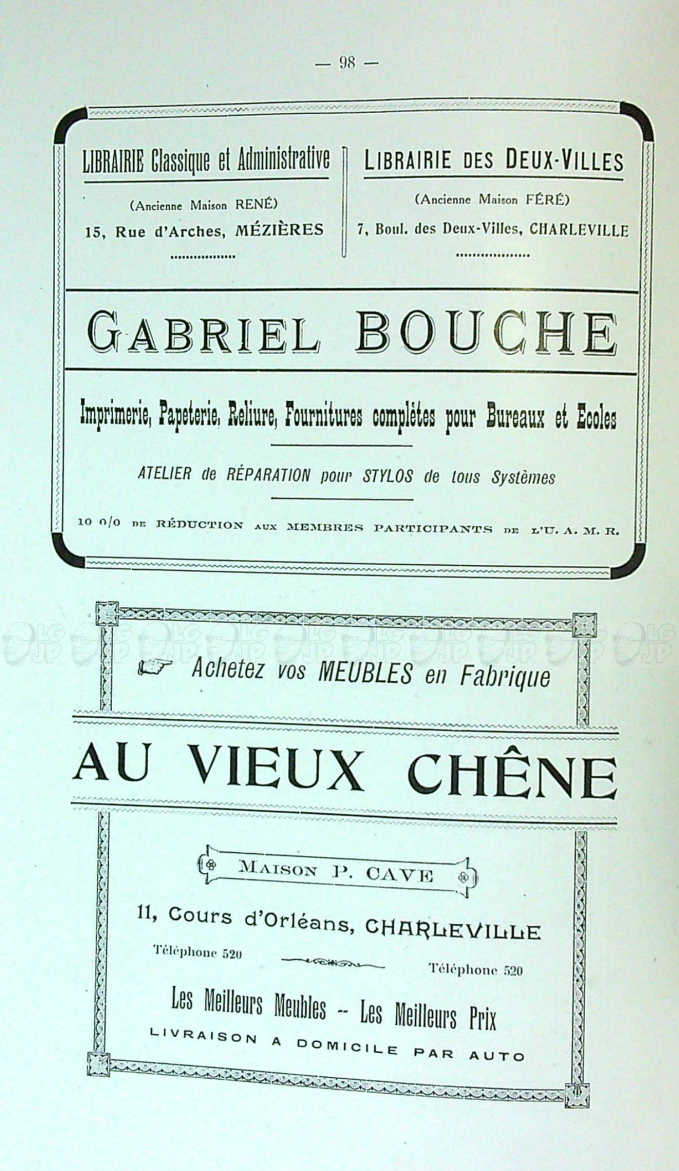 — 98 —
LIBRAIRIE Classique et Administrative
(Ancienne Maison RENÉ)
15, Rue d'Arches, MÉZIÈRES
LIBRAIRIE DES DEUX-VILLES
(Ancienne Maison FÉRÉ)
7, Boul. des Deux-Villes, CHARLEVILLE
GABRIEL BOUCHE
Imprimerie, Papeterie, Reliure, Fournitures complètes pour Bureaux et Ecoles
ATELIER de RÉPARATION pour STYLOS de tous Systèmes
10 0/0 DE RÉDUCTION AUX MEMBRES PARTICIPANTS DE L'U. A. M. R.
Achetez vos MEUBLES en Fabrique
AU VIEUX CHÊNE
MAISON P. CAVE
11, Cours d'Orléans, CHARLEVILLE
Téléphone 520
Téléphone 520
Les Meilleurs Meubles -- Les Meilleurs Prix
LIVRAISON A DOMICILE PAR AUTO